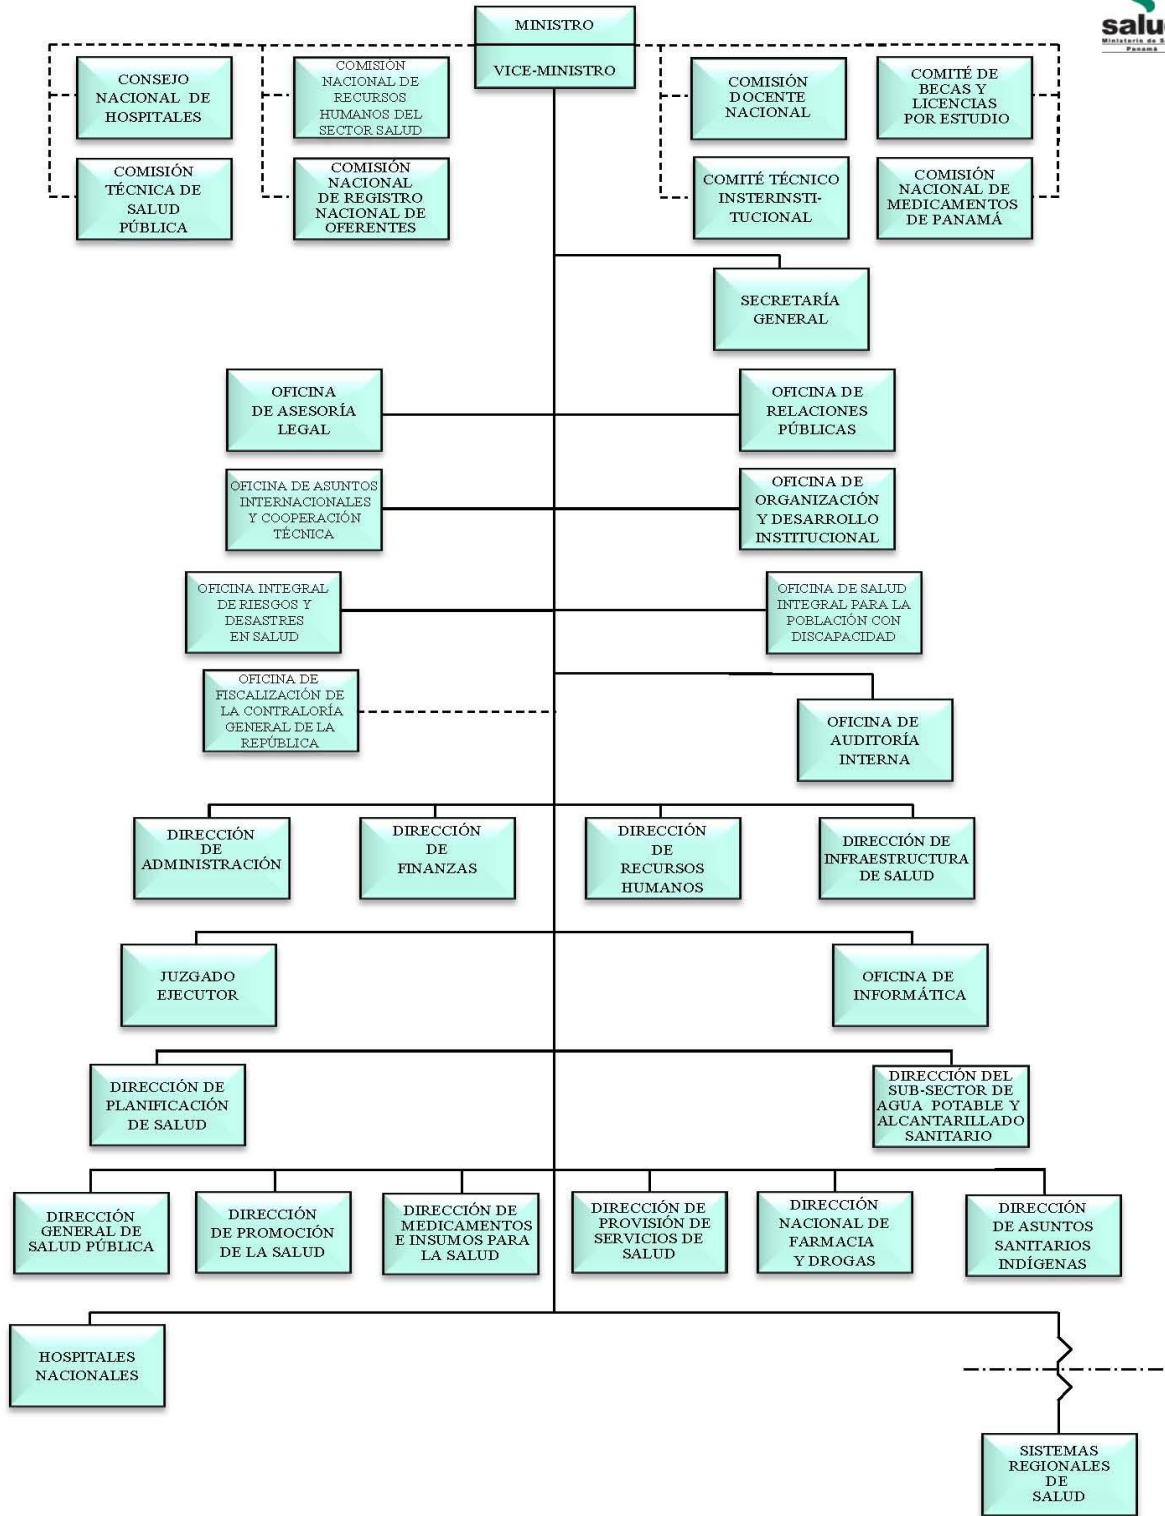 MINISTRO
VICE-MINISTRO
Panamá
CONSEJO
NACIONAL DE
HOSPITALES
COMISIÓN
NACIONAL DE
RECURSOS
HUMANOS DEL
SECTOR SALUD
COMISIÓN
DOCENTE
NACIONAL
COMITÉ DE
BECAS Y
LICENCIAS
POR ESTUDIO
COMISIÓN
TÉCNICA DE
SALUD
PÚBLICA
COMISIÓN
NACIONAL
DE REGISTRO
NACIONAL DE
OFERENTES
COMITÉ TÉCNICO
INSTERINSTI-
TUCIONAL
COMISIÓN
NACIONAL DE
MEDICAMENTOS
DE PANAMÁ
SECRETARÍA
GENERAL
OFICINA
DE ASESORÍA
LEGAL
OFICINA DE
RELACIONES
PÚBLICAS
OFICINA DE ASUNTOS
INTERNACIONALES
Y COOPERACIÓN
TÉCNICA
OFICINA DE
ORGANIZACIÓN
Y DESARROLLO
INSTITUCIONAL
OFICINA INTEGRAL
DE RIESGOS Y
DESASTRES
EN SALUD
OFICINA DE SALUD
INTEGRAL PARA LA
POBLACIÓN CON
DISCAPACIDAD
OFICINA DE
FISCALIZACIÓN DE
LA CONTRALORÍA
GENERAL DE LA
REPÚBLICA
OFICINA DE
AUDITORÍA
INTERNA
DIRECCIÓN
DE
ADMINISTRACIÓN
DIRECCIÓN
DE
FINANZAS
DIRECCIÓN
DE
RECURSOS
HUMANOS
DIRECCIÓN DE
INFRAESTRUCTURA
DE SALUD
JUZGADO
EJECUTOR
OFICINA DE
INFORMÁTICA
DIRECCIÓN DE
PLANIFICACIÓN
DE SALUD
DIRECCIÓN DEL
SUB-SECTOR DE
AGUA POTABLE Y
ALCANTARILLADO
SANITARIO
DIRECCIÓN
GENERAL DE
SALUD PÚBLICA
DIRECCIÓN
DE PROMOCIÓN
DE LA SALUD
DIRECCIÓN DE
MEDICAMENTOS
E INSUMOS PARA
LA SALUD
DIRECCIÓN DE
PROVISIÓN DE
SERVICIOS DE
SALUD
DIRECCIÓN
NACIONAL DE
FARMACIA
Y DROGAS
DIRECCIÓN
DE ASUNTOS
SANITARIOS
INDÍGENAS
HOSPITALES
NACIONALES
SISTEMAS
REGIONALES
DE
SALUD